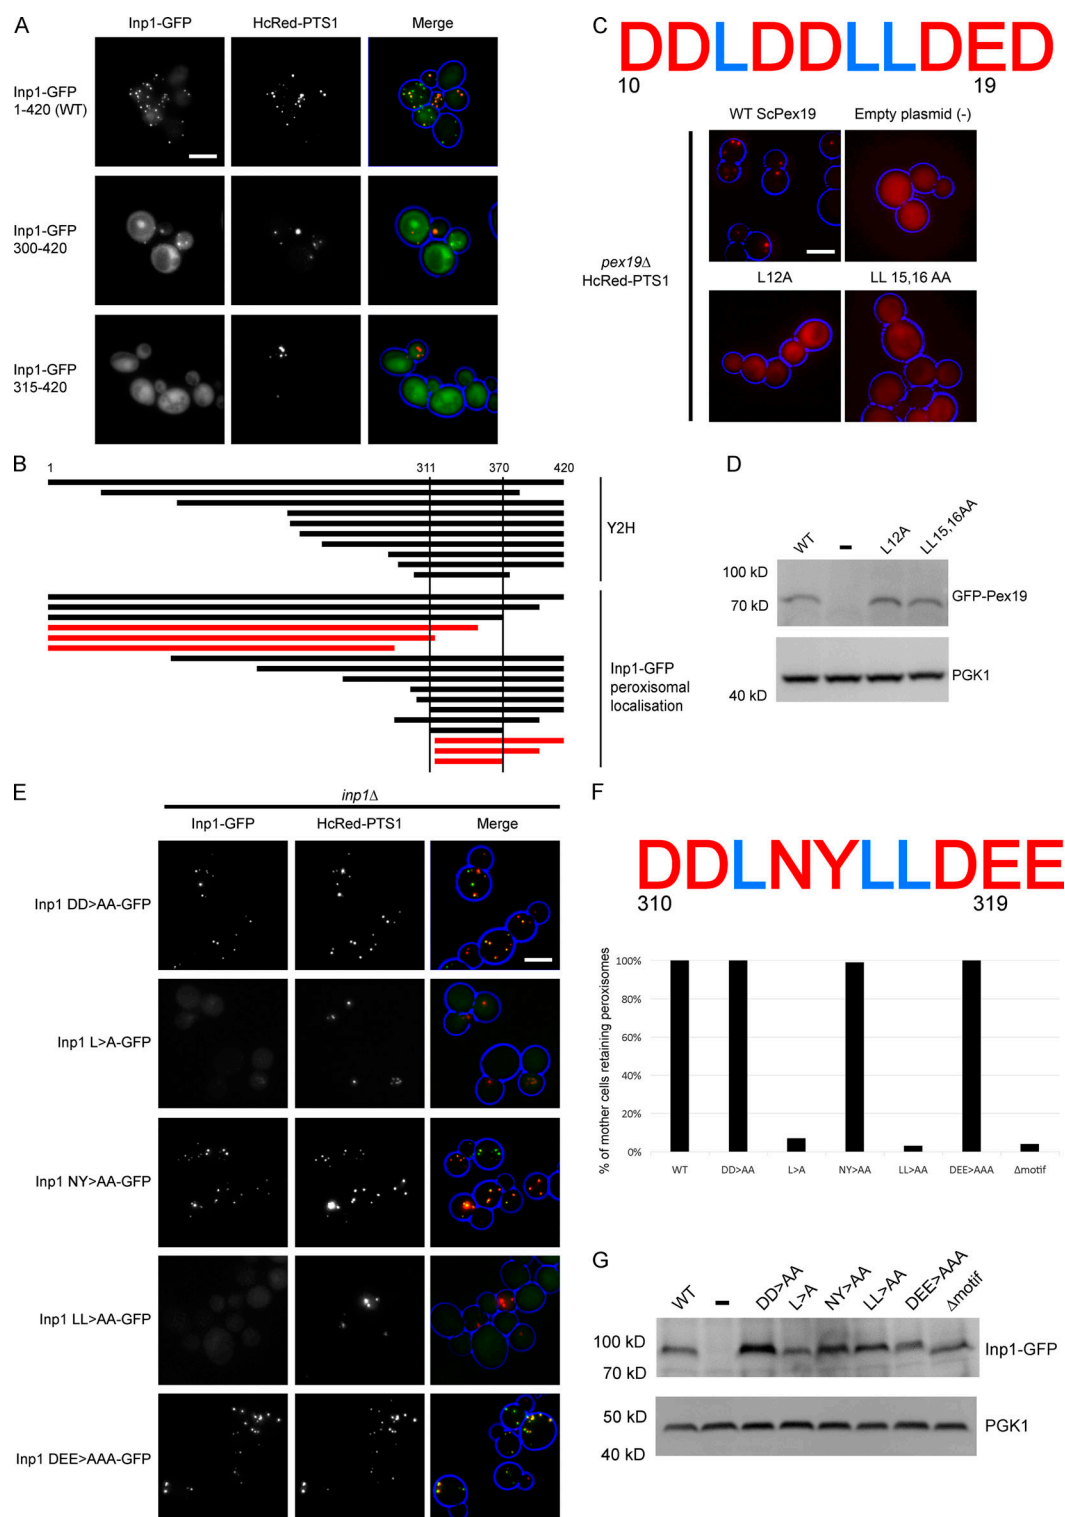 A
Inp1-GFP
HcRed-PTS1
Merge
Inp1-GFP
1-420 (WT)
Inp1-GFP
300-420
Inp1-GFP
315-420
B
1
311
370
420
Y2H
Inp1-GFP
peroxisomal
localisation
C
DDLDDLLDED
10
19
WT ScPex19
Empty plasmid (-)
pex19Δ
HcRed-PTS1
L12A
LL 15,16 AA
D
WT
-
L12A
LL15,16AA
100 kD
70 kD
GFP-Pex19
40 kD
PGK1
E
inp1Δ
Inp1-GFP
HcRed-PTS1
Merge
Inp1 DD>AA-GFP
Inp1 L>A-GFP
Inp1 NY>AA-GFP
Inp1 LL>AA-GFP
Inp1 DEE>AAA-GFP
F
DDLNYLLDEE
310
319
% of mother cells retaining peroxisomes
100%
80%
60%
40%
20%
0%
WT
DD>AA
L>A
NY>AA
LL>AA
DEE>AAA
Δmotif
G
WT
-
DD>AA
L>A
NY>AA
LL>AA
DEE>AAA
Δmotif
100 kD
70 kD
Inp1-GFP
50 kD
40 kD
PGK1